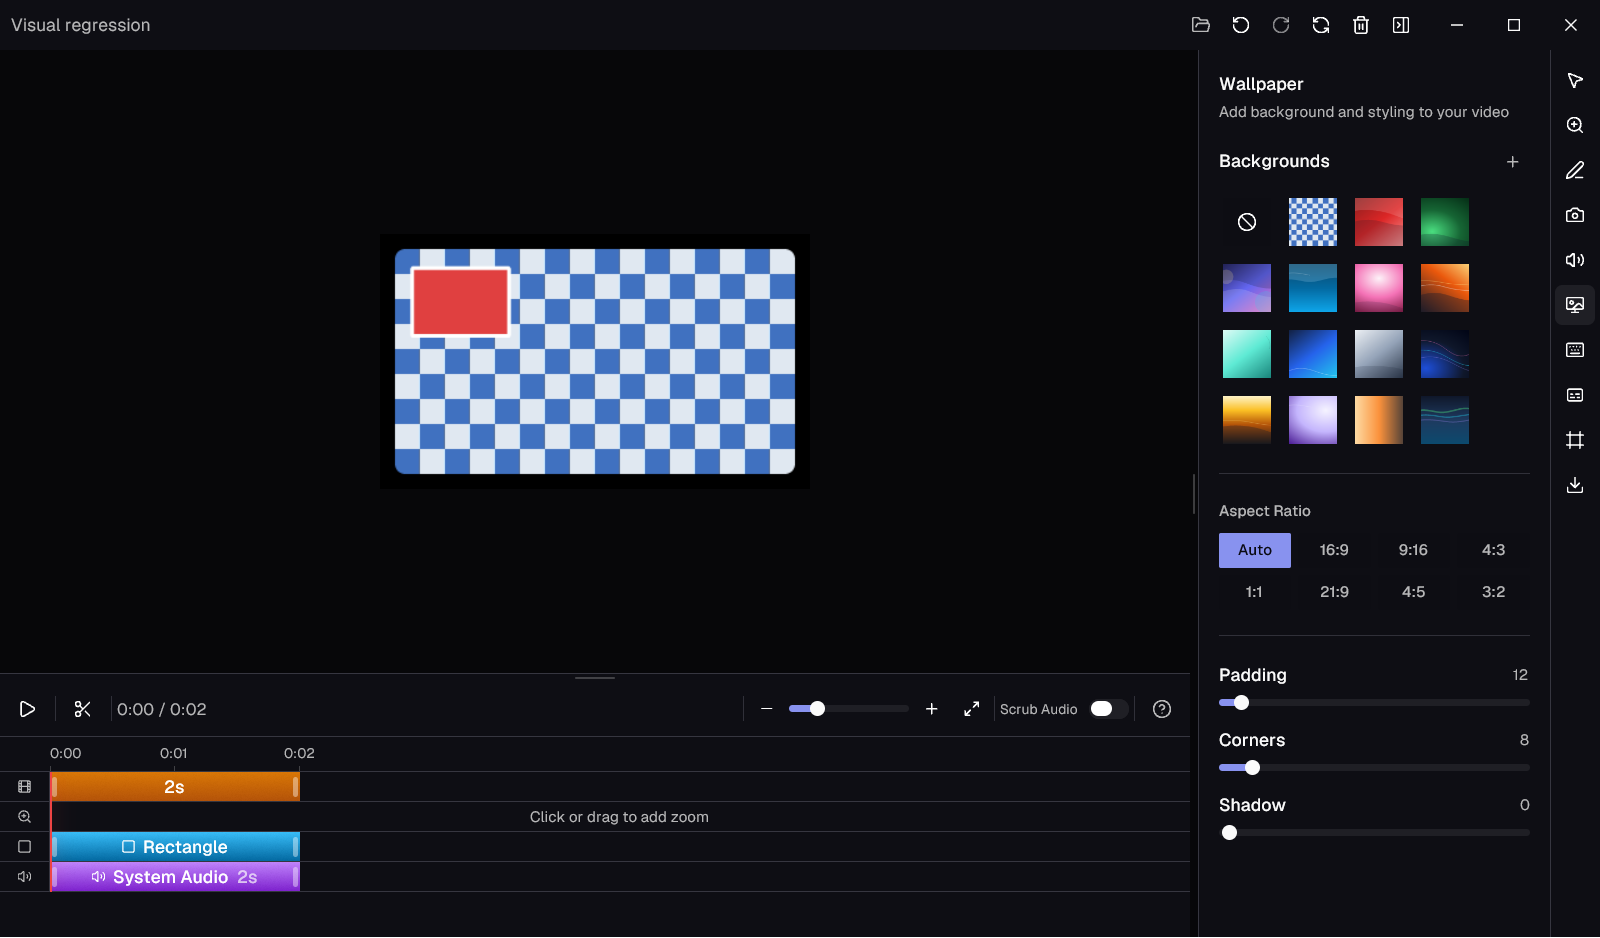 Visual regression
Wallpaper
Add background and styling to your video
Backgrounds
Aspect Ratio
Auto 16:9 9:16 4:3
1:1 21:9 4:5 3:2
Padding 12
Corners 8
Shadow 0
0:00 / 0:02
Scrub Audio
0:00 0:01 0:02
2s
Click or drag to add zoom
Rectangle
System Audio 2s